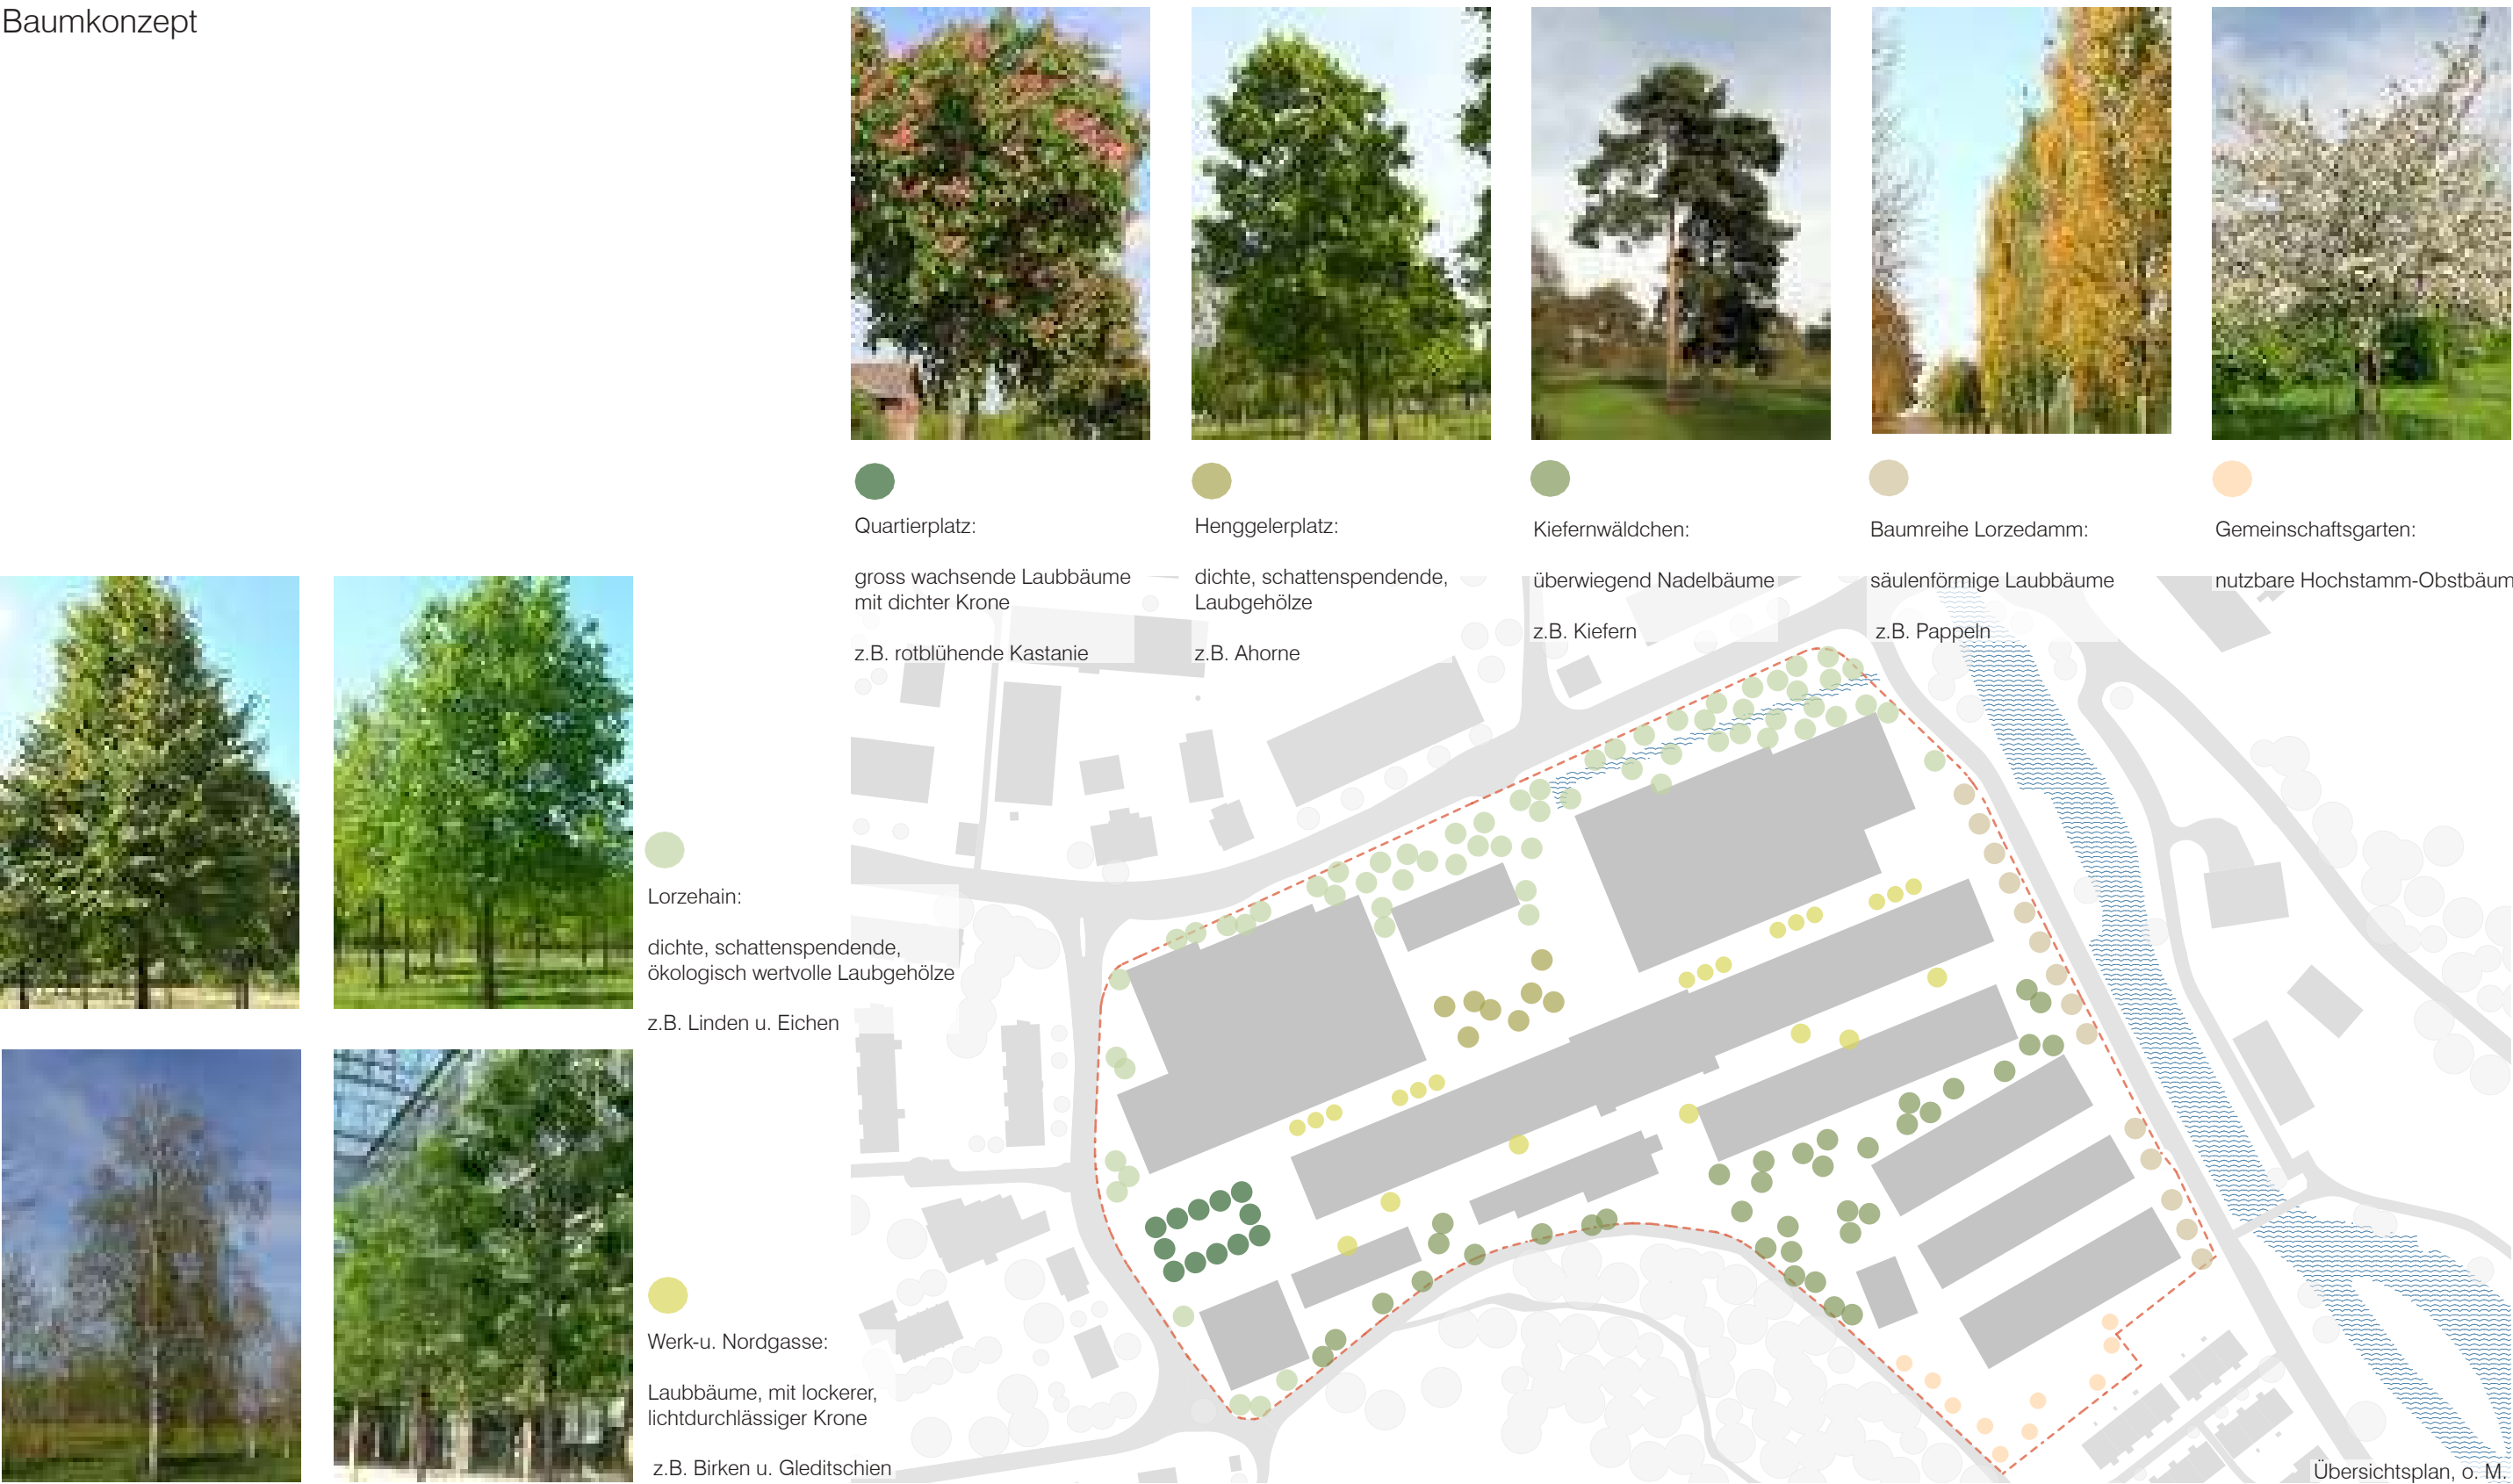 Baumkonzept
Quartierplatz:
gross wachsende Laubbäume
mit dichter Krone
z.B. rotblühende Kastanie
Henggelerplatz:
dichte, schattenspendende,
Laubgehölze
z.B. Ahorne
Kiefernwäldchen:
überwiegend Nadelbäume
z.B. Kiefern
Baumreihe Lorzedamm:
säulenförmige Laubbäume
z.B. Pappeln
Gemeinschaftsgarten:
nutzbare Hochstamm-Obstbäum
Lorzehain:
dichte, schattenspendende,
ökologisch wertvolle Laubgehölze
z.B. Linden u. Eichen
Werk-u. Nordgasse:
Laubbäume, mit lockerer,
lichtdurchlässiger Krone
z.B. Birken u. Gleditschien
Übersichtsplan, o. M.